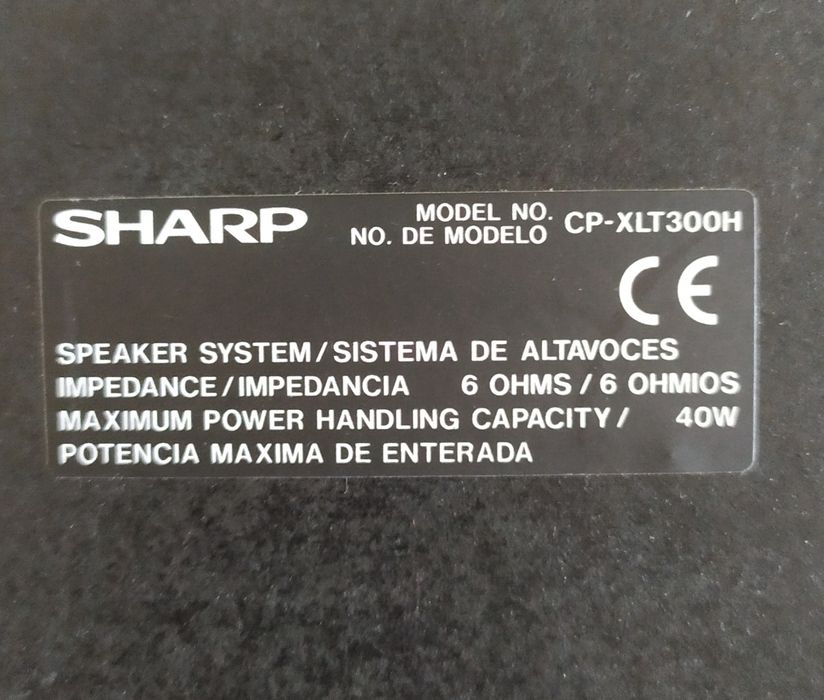 SHARP MODEL NO. CP-XLT300H
NO. DE MODELO
CE
SPEAKER SYSTEM/SISTEMA DE ALTAVOCES
IMPEDANCE/IMPEDANCIA 6 OHMS/6 OHMIOS
MAXIMUM POWER HANDLING CAPACITY/ 40W
POTENCIA MAXIMA DE ENTERADA